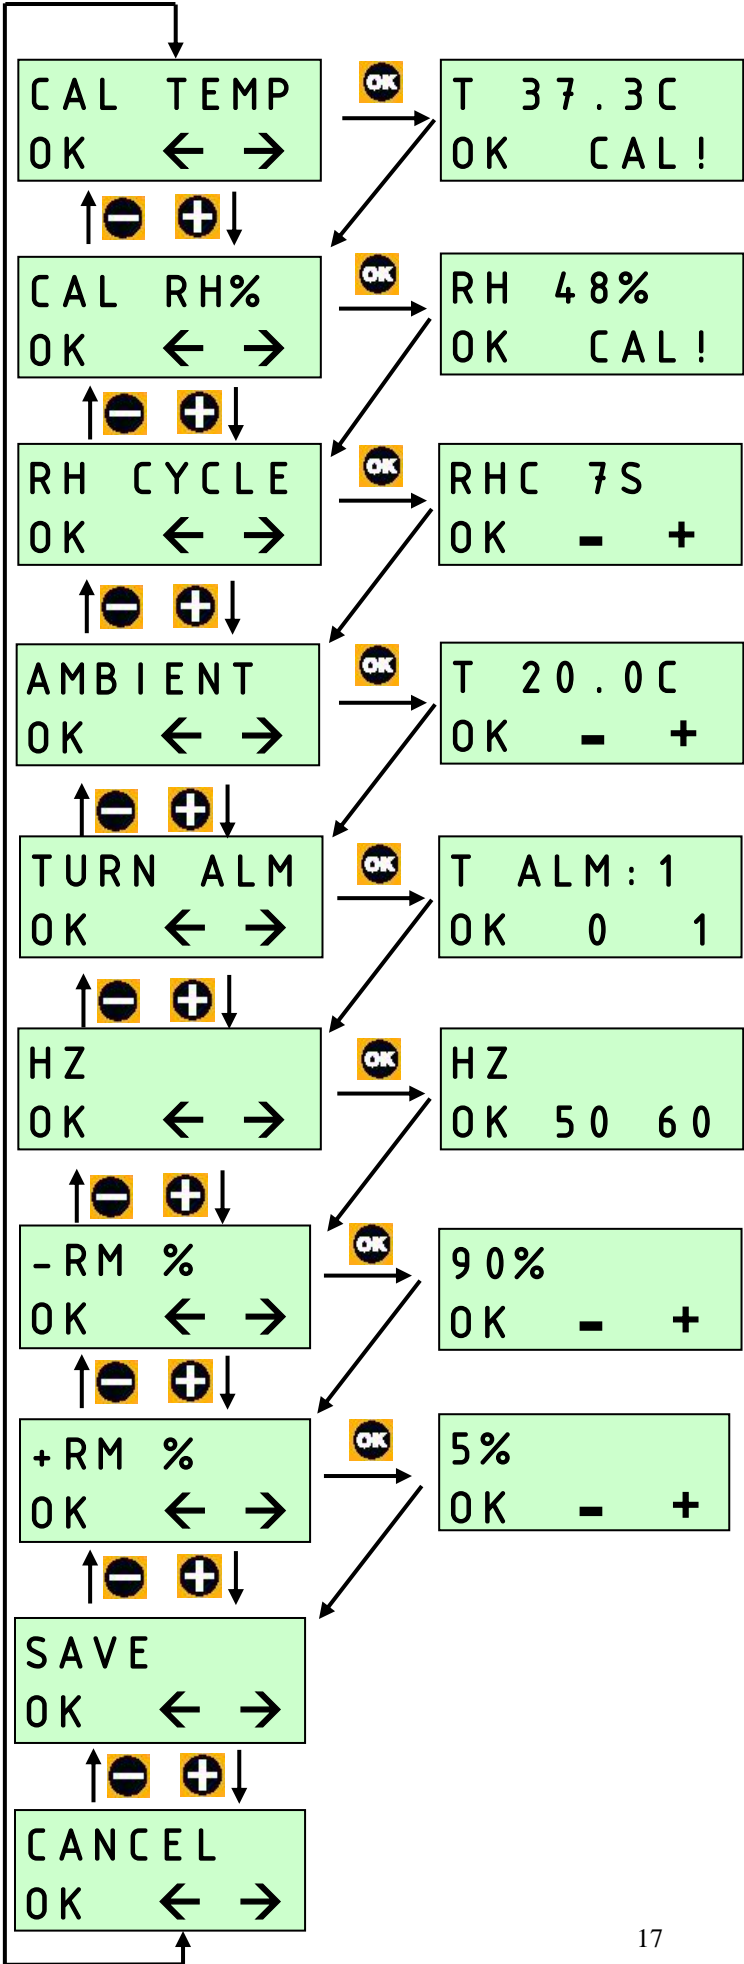 CAL TEMP
OK ← →
OK
T 37.3C
OK CAL!
CAL RH%
OK ← →
OK
RH 48%
OK CAL!
RH CYCLE
OK ← →
OK
RHC 7S
OK - +
AMBIENT
OK ← →
OK
T 20.0C
OK - +
TURN ALM
OK ← →
OK
T ALM:1
OK 0 1
HZ
OK ← →
OK
HZ
OK 50 60
-RM %
OK ← →
OK
90%
OK - +
+RM %
OK ← →
OK
5%
OK - +
SAVE
OK ← →
CANCEL
OK ← →
17